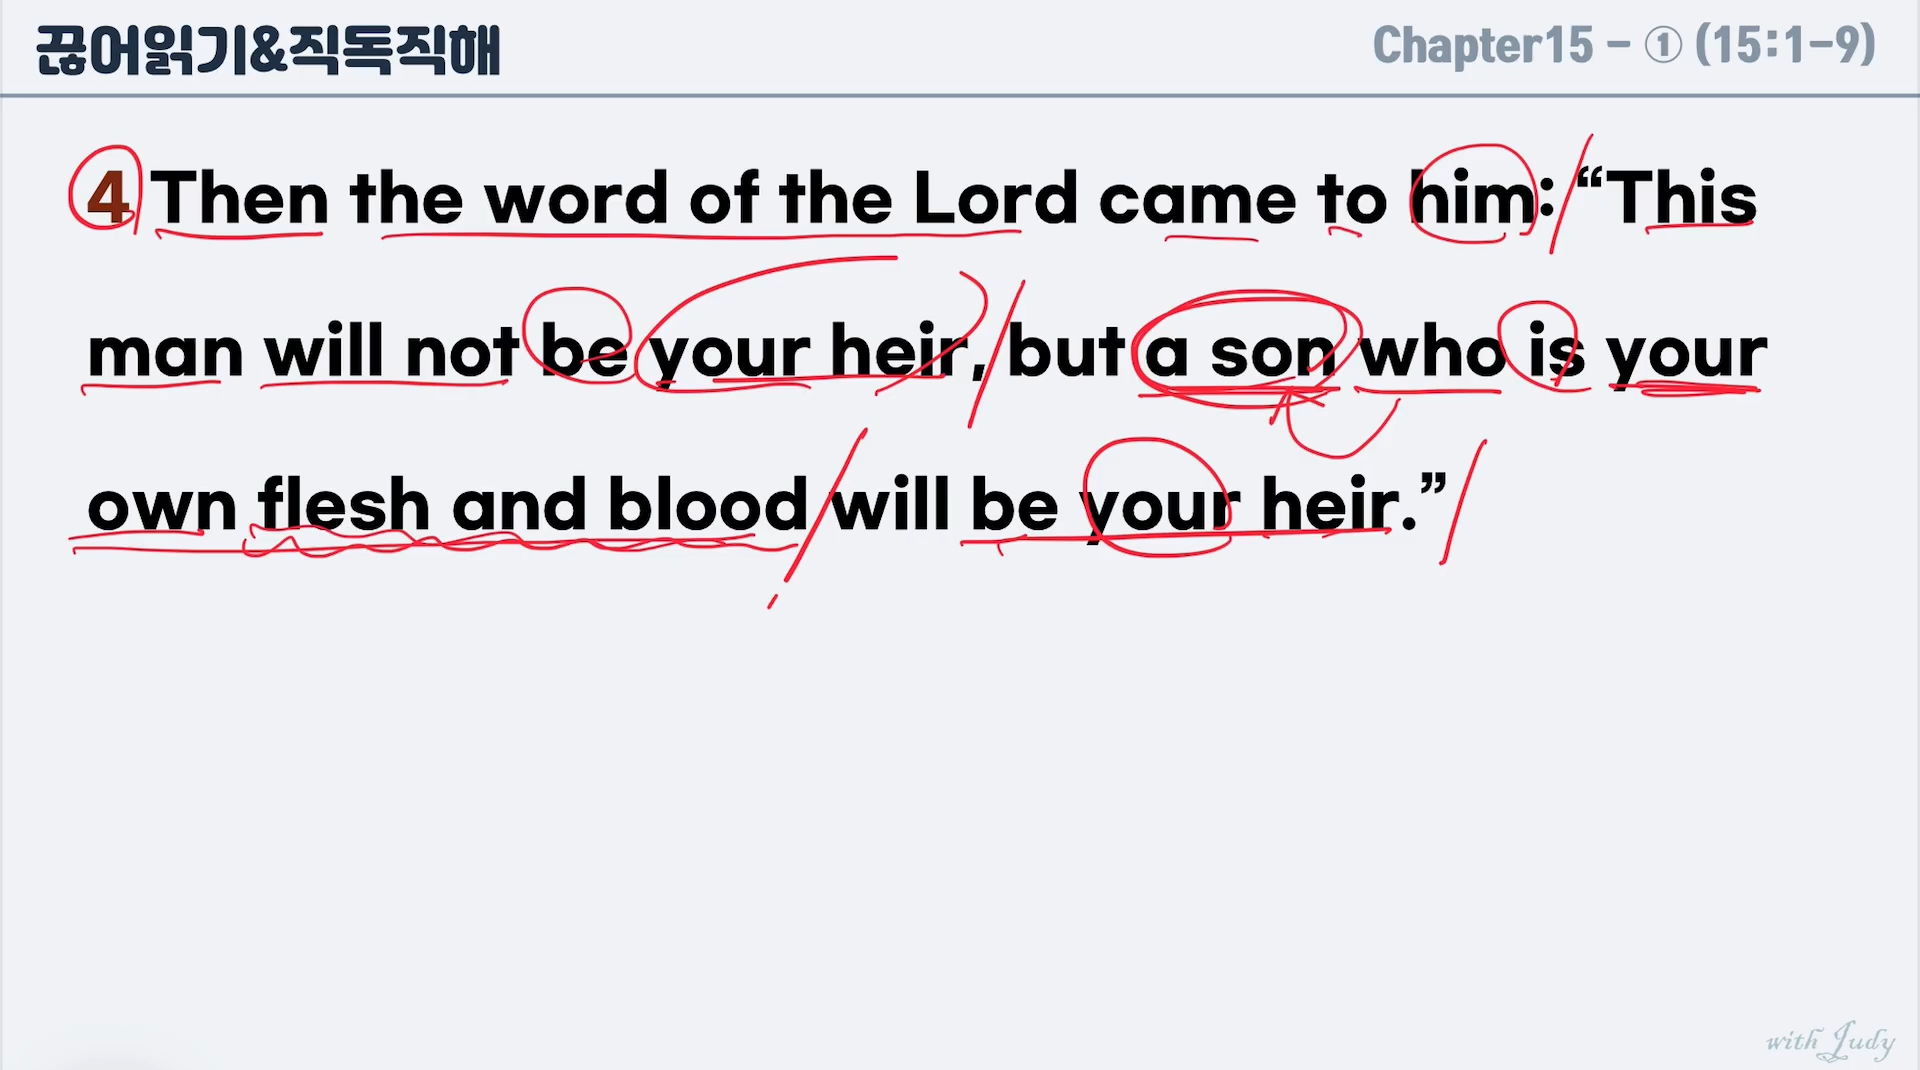 끊어읽기&직독직해
Chapter15 - ① (15:1-9)
4 Then the word of the Lord came to him: “This
man will not be your heir, but a son who is your
own flesh and blood will be your heir.”
with Judy